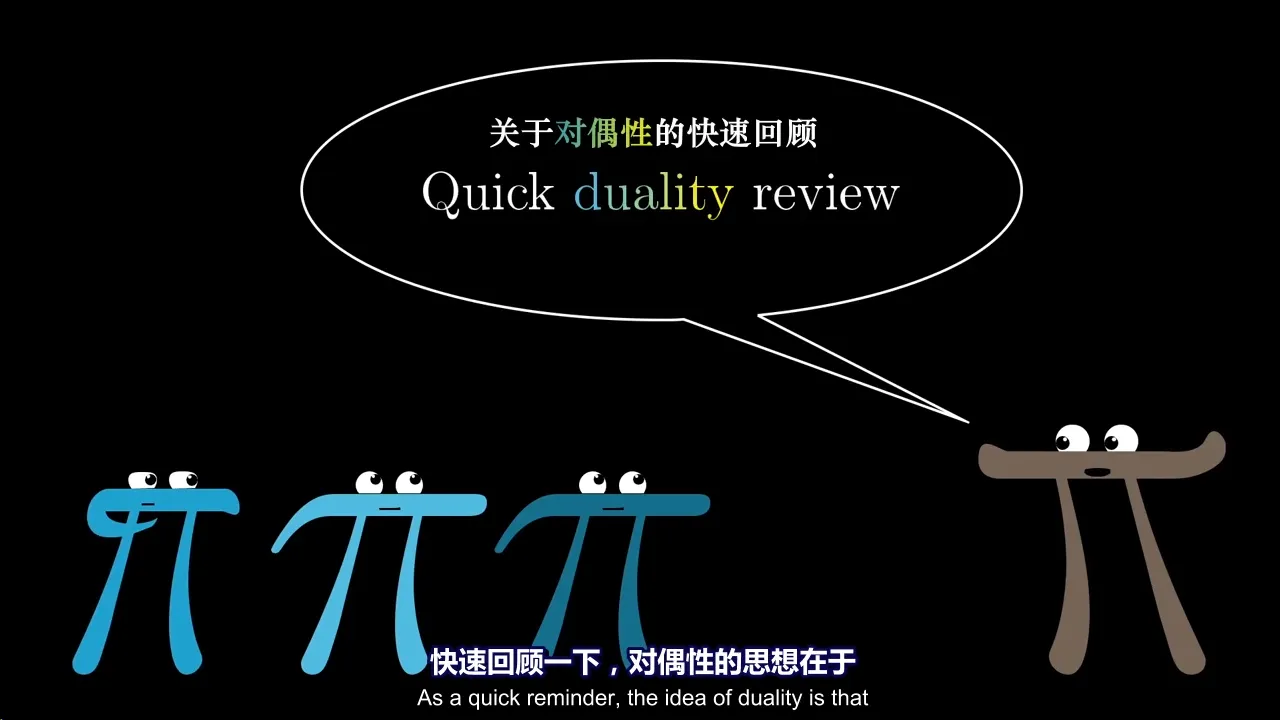 关于对偶性的快速回顾
Quick duality review
快速回顾一下，对偶性的思想在于
As a quick reminder, the idea of duality is that